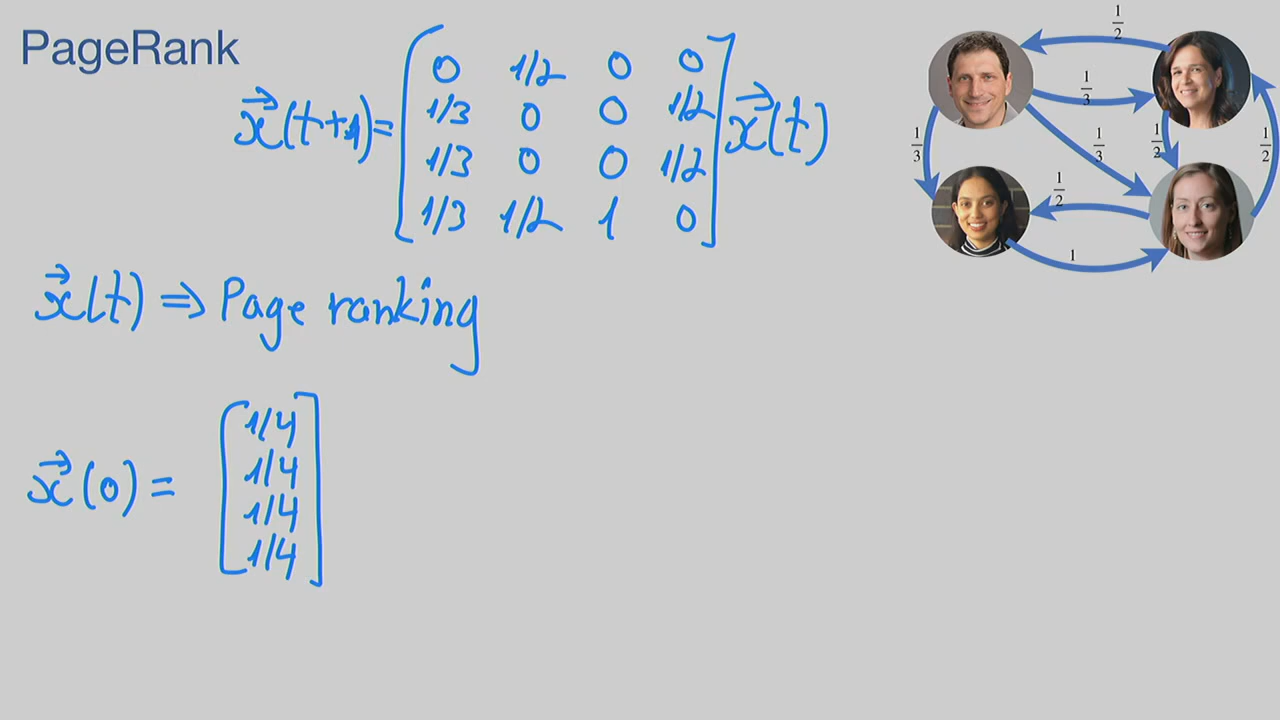 PageRank
x⃗(t+1)= [ 0 1/2 0 0
1/3 0 0 1/2
1/3 0 0 1/2
1/3 1/2 1 0 ] x⃗(t)
x⃗(t) ⇒ Page ranking
x⃗(0) = [ 1/4
1/4
1/4
1/4 ]
1/2
1/3
1/3
1/3
1/2
1/2
1/2
1